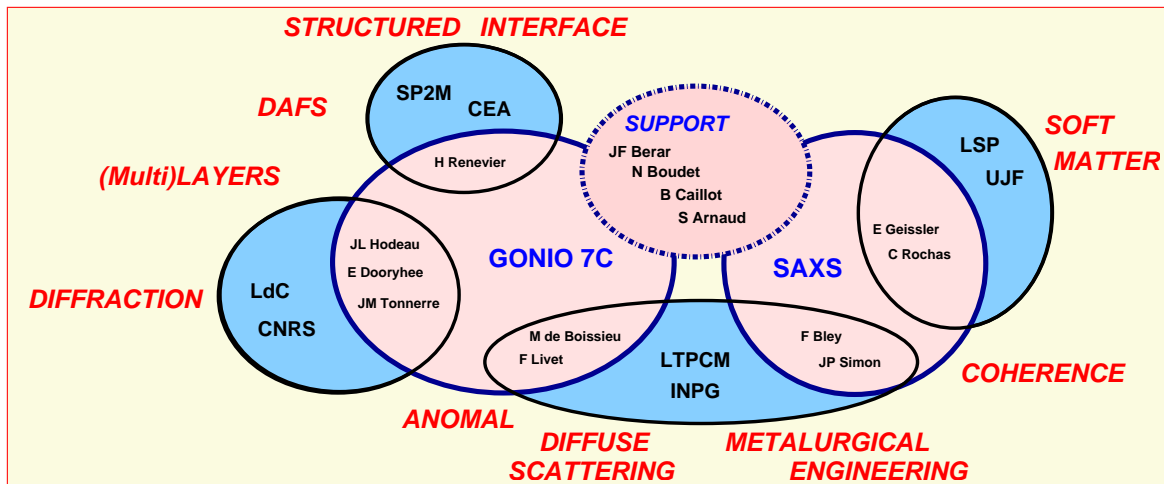 STRUCTURED INTERFACE
SP2M
CEA
DAFS
SUPPORT
JF Berar
N Boudet
B Caillot
S Arnaud
SOFT
MATTER
LSP
UJF
H Renevier
(Multi)LAYERS
JL Hodeau
E Dooryhee
JM Tonnerre
GONIO 7C
SAXS
E Geissler
C Rochas
DIFFRACTION
LdC
CNRS
M de Boissieu
F Livet
LTPCM
INPG
F Bley
JP Simon
COHERENCE
ANOMAL
DIFFUSE
SCATTERING
METALURGICAL
ENGINEERING